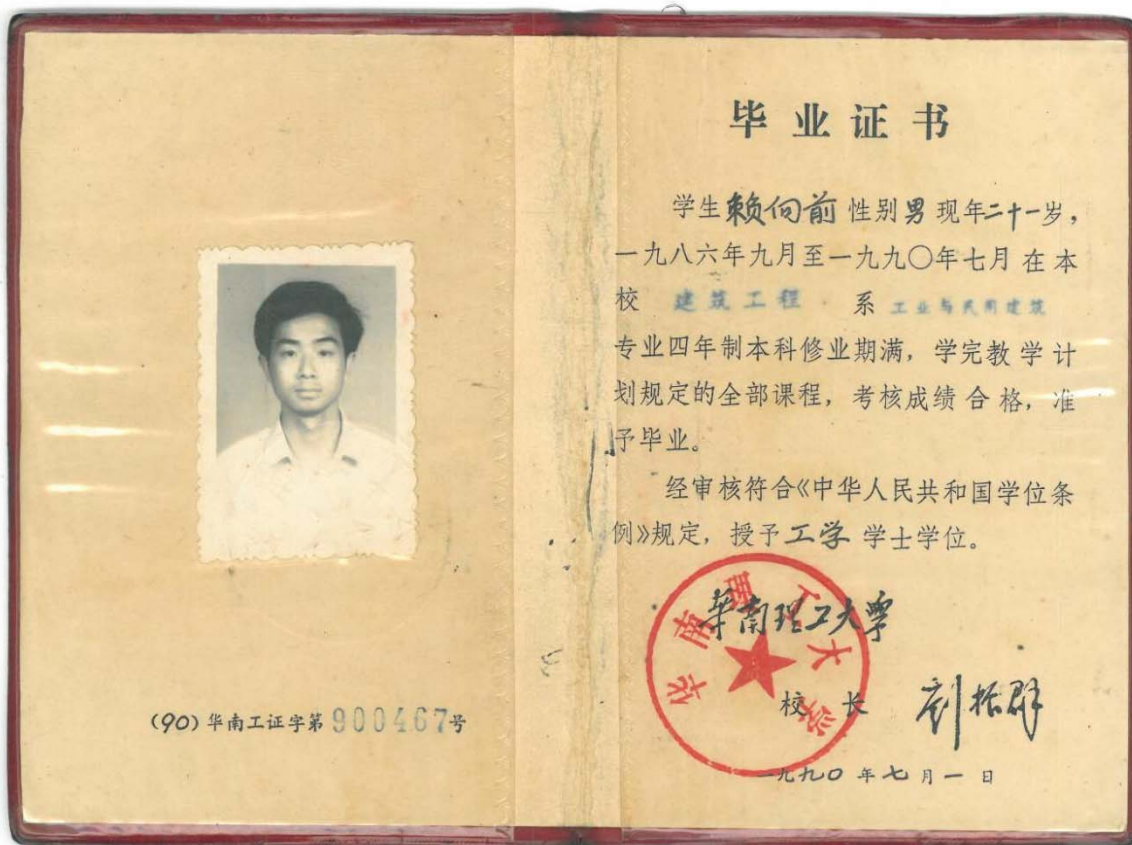 (90)华南工证字第900467号
毕业证书
学生赖向前性别男现年二十一岁，
一九八六年九月至一九九〇年七月在本
校 建筑工程 系 工业与民用建筑
专业四年制本科修业期满，学完教学计
划规定的全部课程，考核成绩合格，准
予毕业。
经审核符合《中华人民共和国学位条
例》规定，授予工学学士学位。
華南理工大學
华南理工大学
校长 刘振群
一九九〇年七月一日